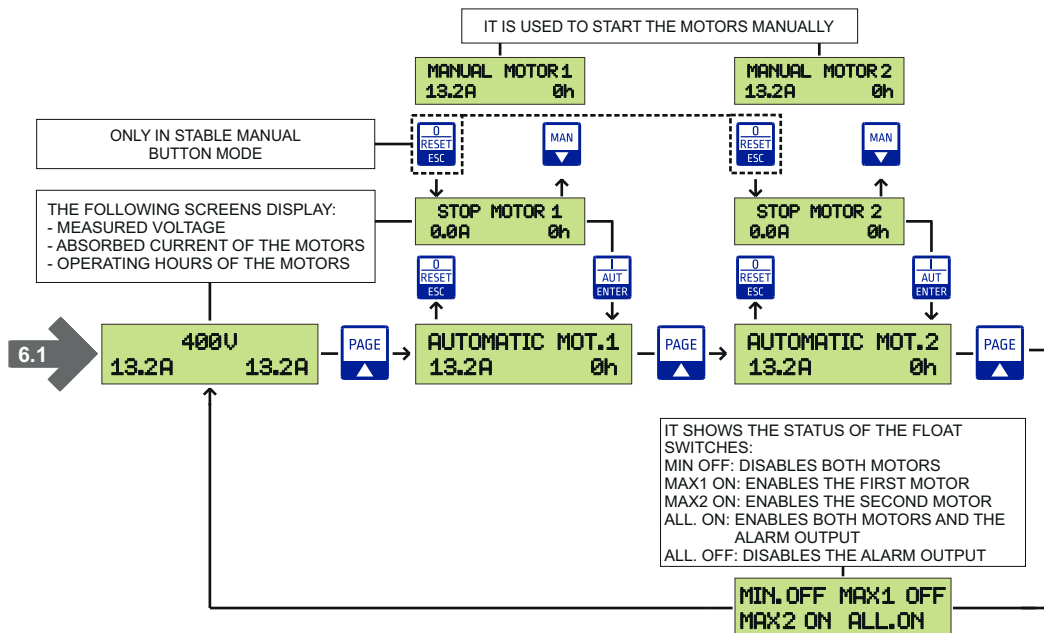 IT IS USED TO START THE MOTORS MANUALLY
MANUAL MOTOR 1
13.2A 0h
MANUAL MOTOR 2
13.2A 0h
ONLY IN STABLE MANUAL
BUTTON MODE
0
RESET
ESC
MAN
0
RESET
ESC
MAN
THE FOLLOWING SCREENS DISPLAY:
- MEASURED VOLTAGE
- ABSORBED CURRENT OF THE MOTORS
- OPERATING HOURS OF THE MOTORS
STOP MOTOR 1
0.0A 0h
STOP MOTOR 2
0.0A 0h
0
RESET
ESC
I
AUT
ENTER
0
RESET
ESC
I
AUT
ENTER
6.1
400V
13.2A 13.2A
PAGE
AUTOMATIC MOT.1
13.2A 0h
PAGE
AUTOMATIC MOT.2
13.2A 0h
PAGE
IT SHOWS THE STATUS OF THE FLOAT
SWITCHES:
MIN OFF: DISABLES BOTH MOTORS
MAX1 ON: ENABLES THE FIRST MOTOR
MAX2 ON: ENABLES THE SECOND MOTOR
ALL. ON: ENABLES BOTH MOTORS AND THE
ALARM OUTPUT
ALL. OFF: DISABLES THE ALARM OUTPUT
MIN.OFF MAX1 OFF
MAX2 ON ALL.ON